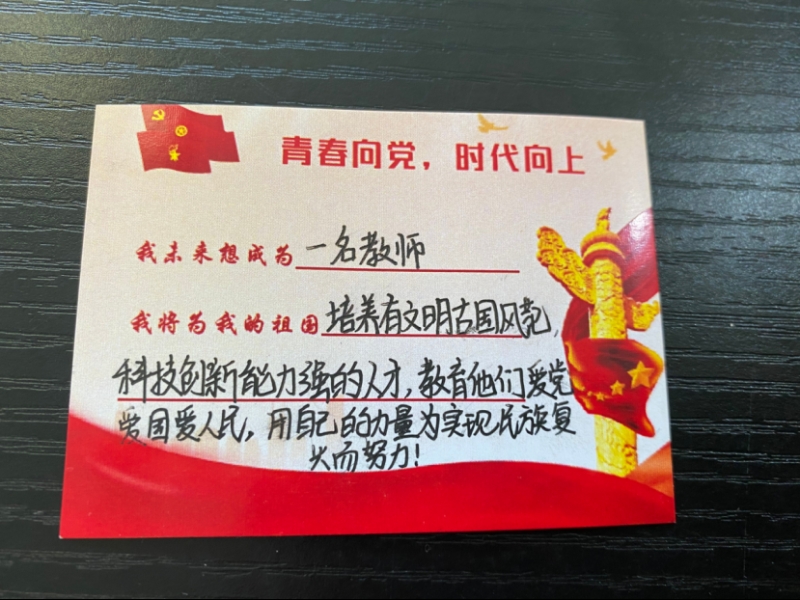 青春向党，时代向上
我未来想成为一名教师
我将为我的祖国培养有文明古国风范，
科技创新能力强的人才，教育他们爱党
爱国爱人民，用自己的力量为实现民族复
兴而努力！